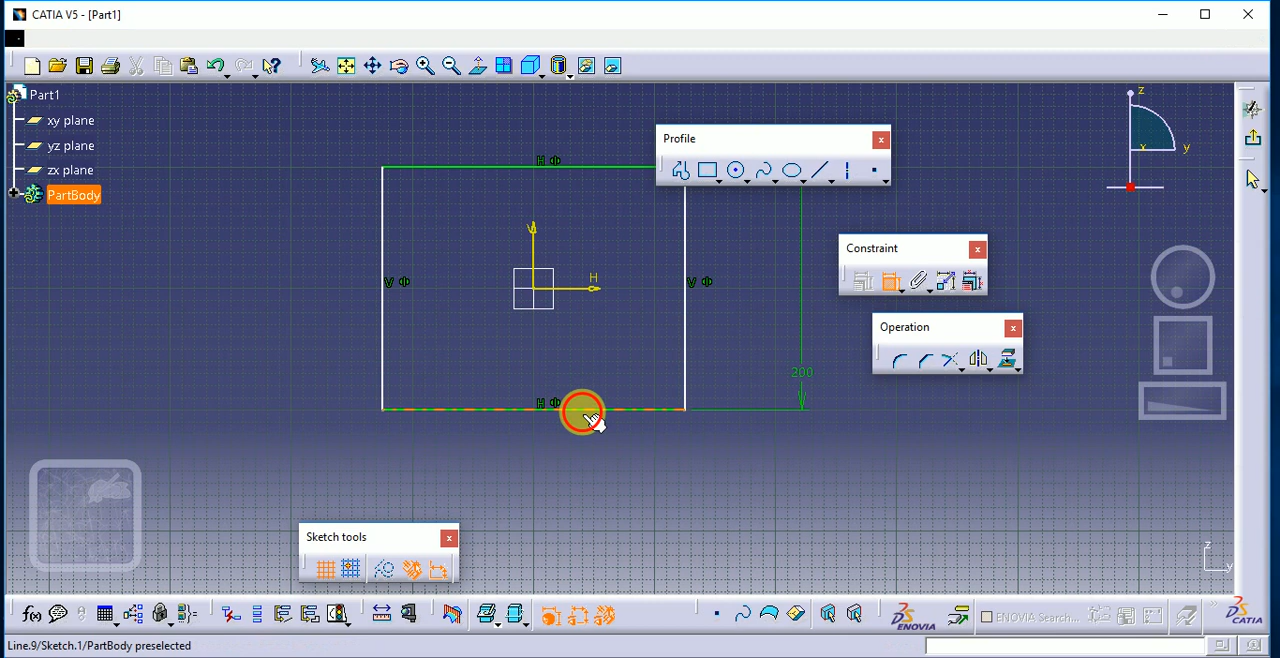 CATIA V5 - [Part1]
Part1
xy plane
yz plane
zx plane
PartBody
H
V
H
V
V
H
200
Profile
Constraint
Operation
z
x
y
Sketch tools
z
y
f(x)
ENOVIA
ENOVIA Search...
CATIA
Line.9/Sketch.1/PartBody preselected